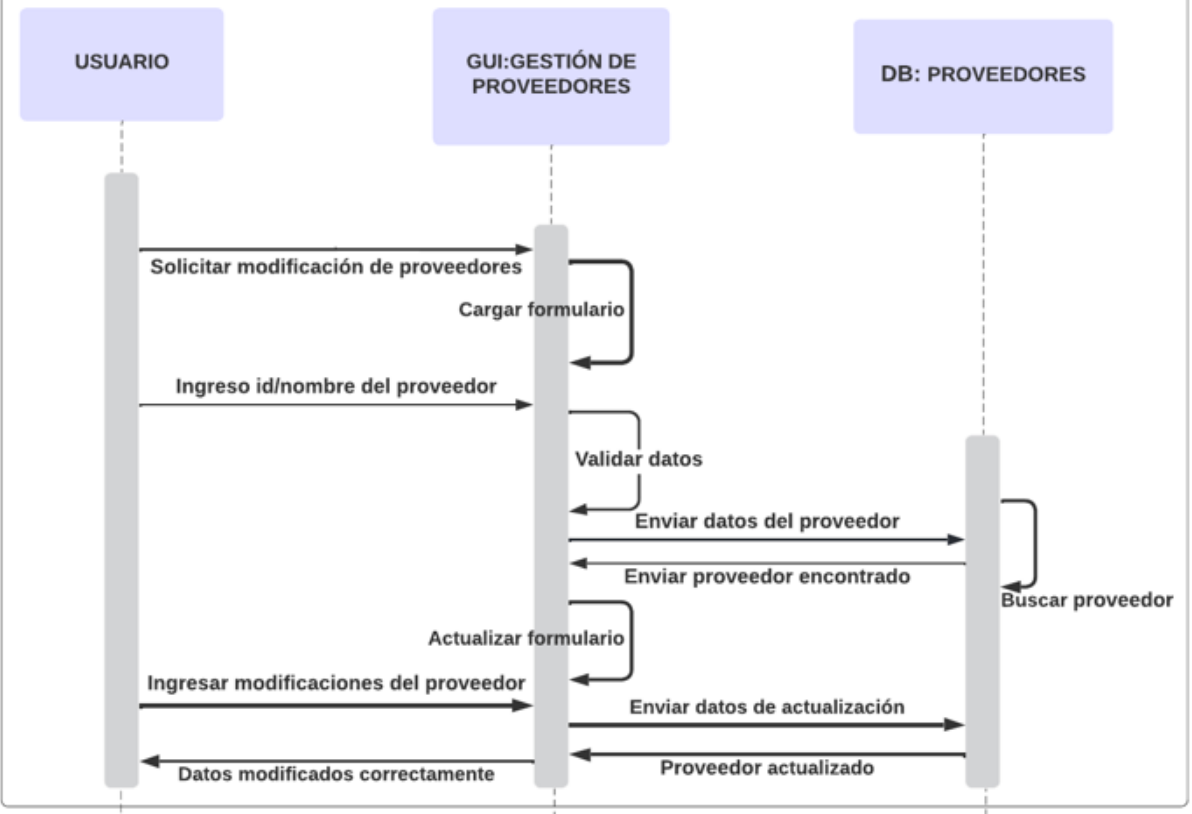 USUARIO
GUI:GESTIÓN DE
PROVEEDORES
DB: PROVEEDORES
Solicitar modificación de proveedores
Cargar formulario
Ingreso id/nombre del proveedor
Validar datos
Enviar datos del proveedor
Enviar proveedor encontrado
Buscar proveedor
Actualizar formulario
Ingresar modificaciones del proveedor
Enviar datos de actualización
Proveedor actualizado
Datos modificados correctamente